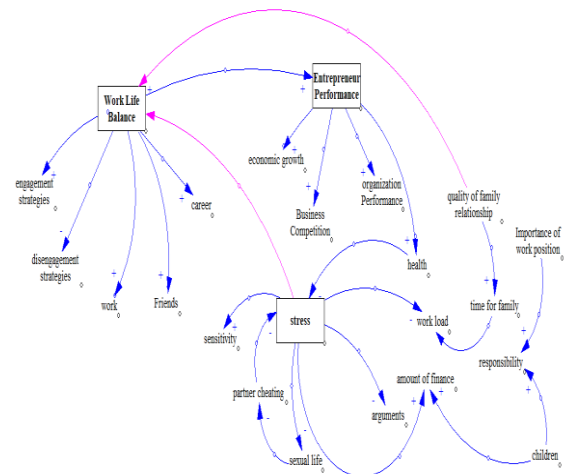 Entrepreneur
Performance
Work Life
Balance
+
+
economic growth
+
+
organization
Performance
+
engagement
strategies
+
career
+
Business
Competition
+
quality of family
relationship
Importance of
work position
-
disengagement
strategies
+
work
+
Friends
+
health
+
time for family
-
stress
-
work load
+
sensitivity
-
responsibility
+
+
partner cheating
-
amount of finance
+
+
-
arguments
-
sexual life
children